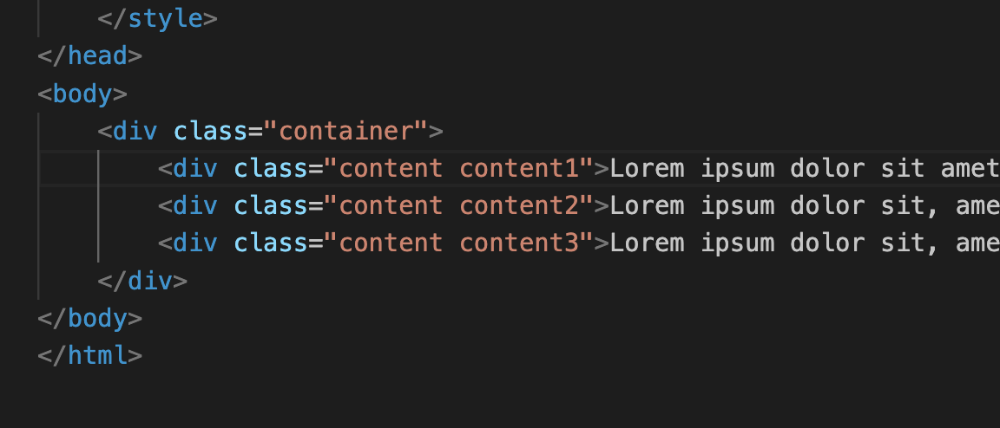 </style>
</head>
<body>
<div class="container">
<div class="content content1">Lorem ipsum dolor sit amet
<div class="content content2">Lorem ipsum dolor sit, ame
<div class="content content3">Lorem ipsum dolor sit, ame
</div>
</body>
</html>